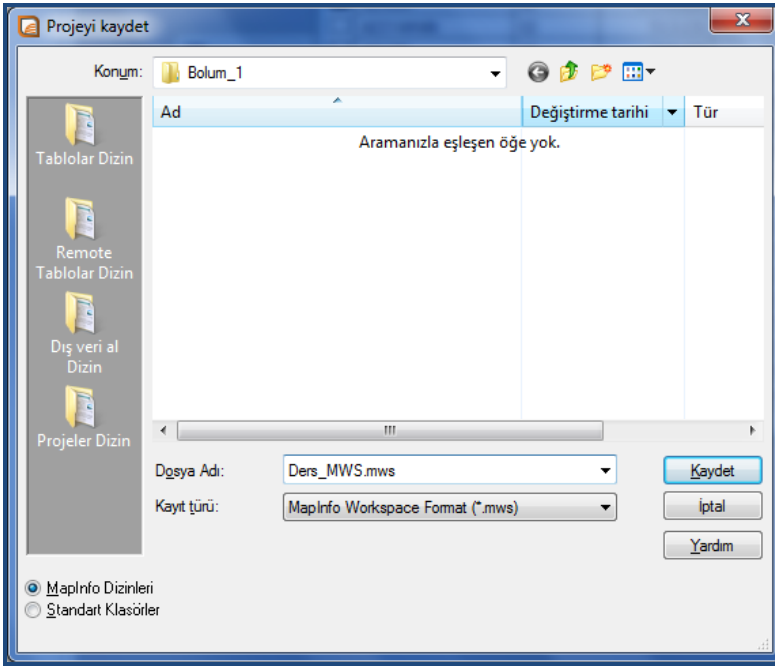 Projeyi kaydet
Konum:
Bolum_1
Ad
Değiştirme tarihi
Tür
Aramanızla eşleşen öğe yok.
Tablolar Dizin
Remote
Tablolar Dizin
Dış veri al
Dizin
Projeler Dizin
Dosya Adı:
Ders_MWS.mws
Kaydet
Kayıt türü:
MapInfo Workspace Format (*.mws)
İptal
Yardım
MapInfo Dizinleri
Standart Klasörler